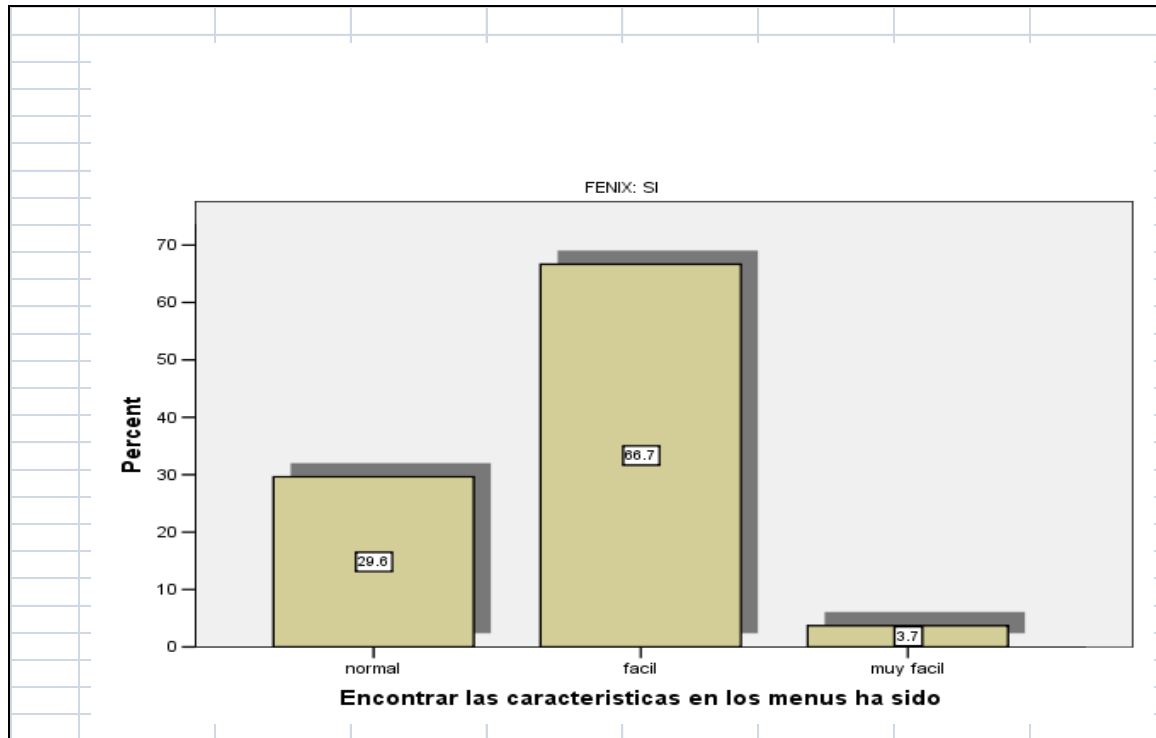 FENIX: SI
70
60
50
40
30
20
10
0
Percent
29.6
66.7
3.7
normal facil muy facil
Encontrar las caracteristicas en los menus ha sido